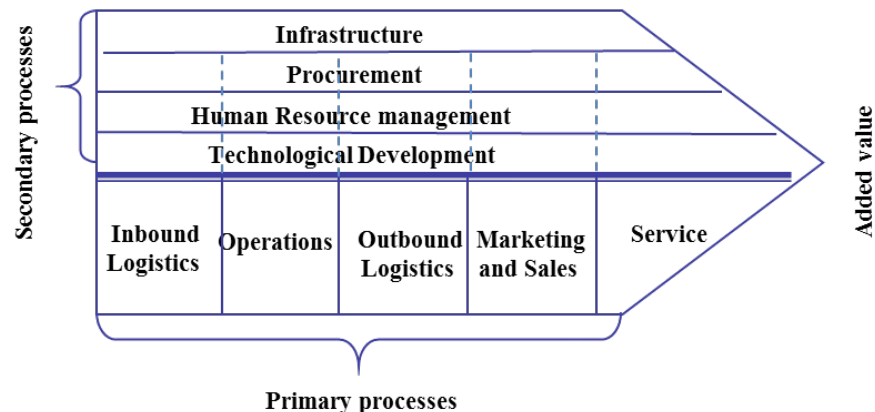 Secondary processes
Infrastructure
Procurement
Human Resource management
Technological Development
Inbound
Logistics
Operations
Outbound
Logistics
Marketing
and Sales
Service
Added value
Primary processes